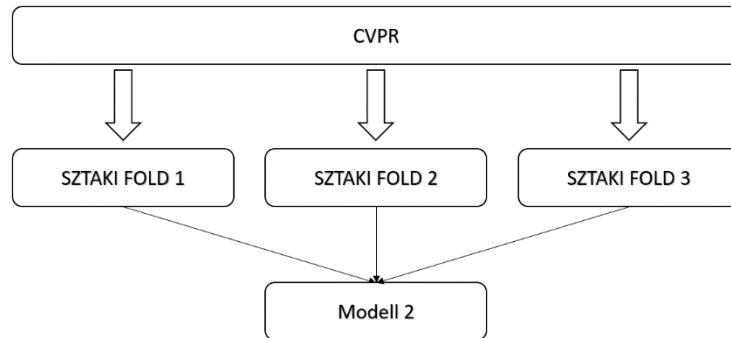 CVPR
SZTAKI FOLD 1
SZTAKI FOLD 2
SZTAKI FOLD 3
Modell 2